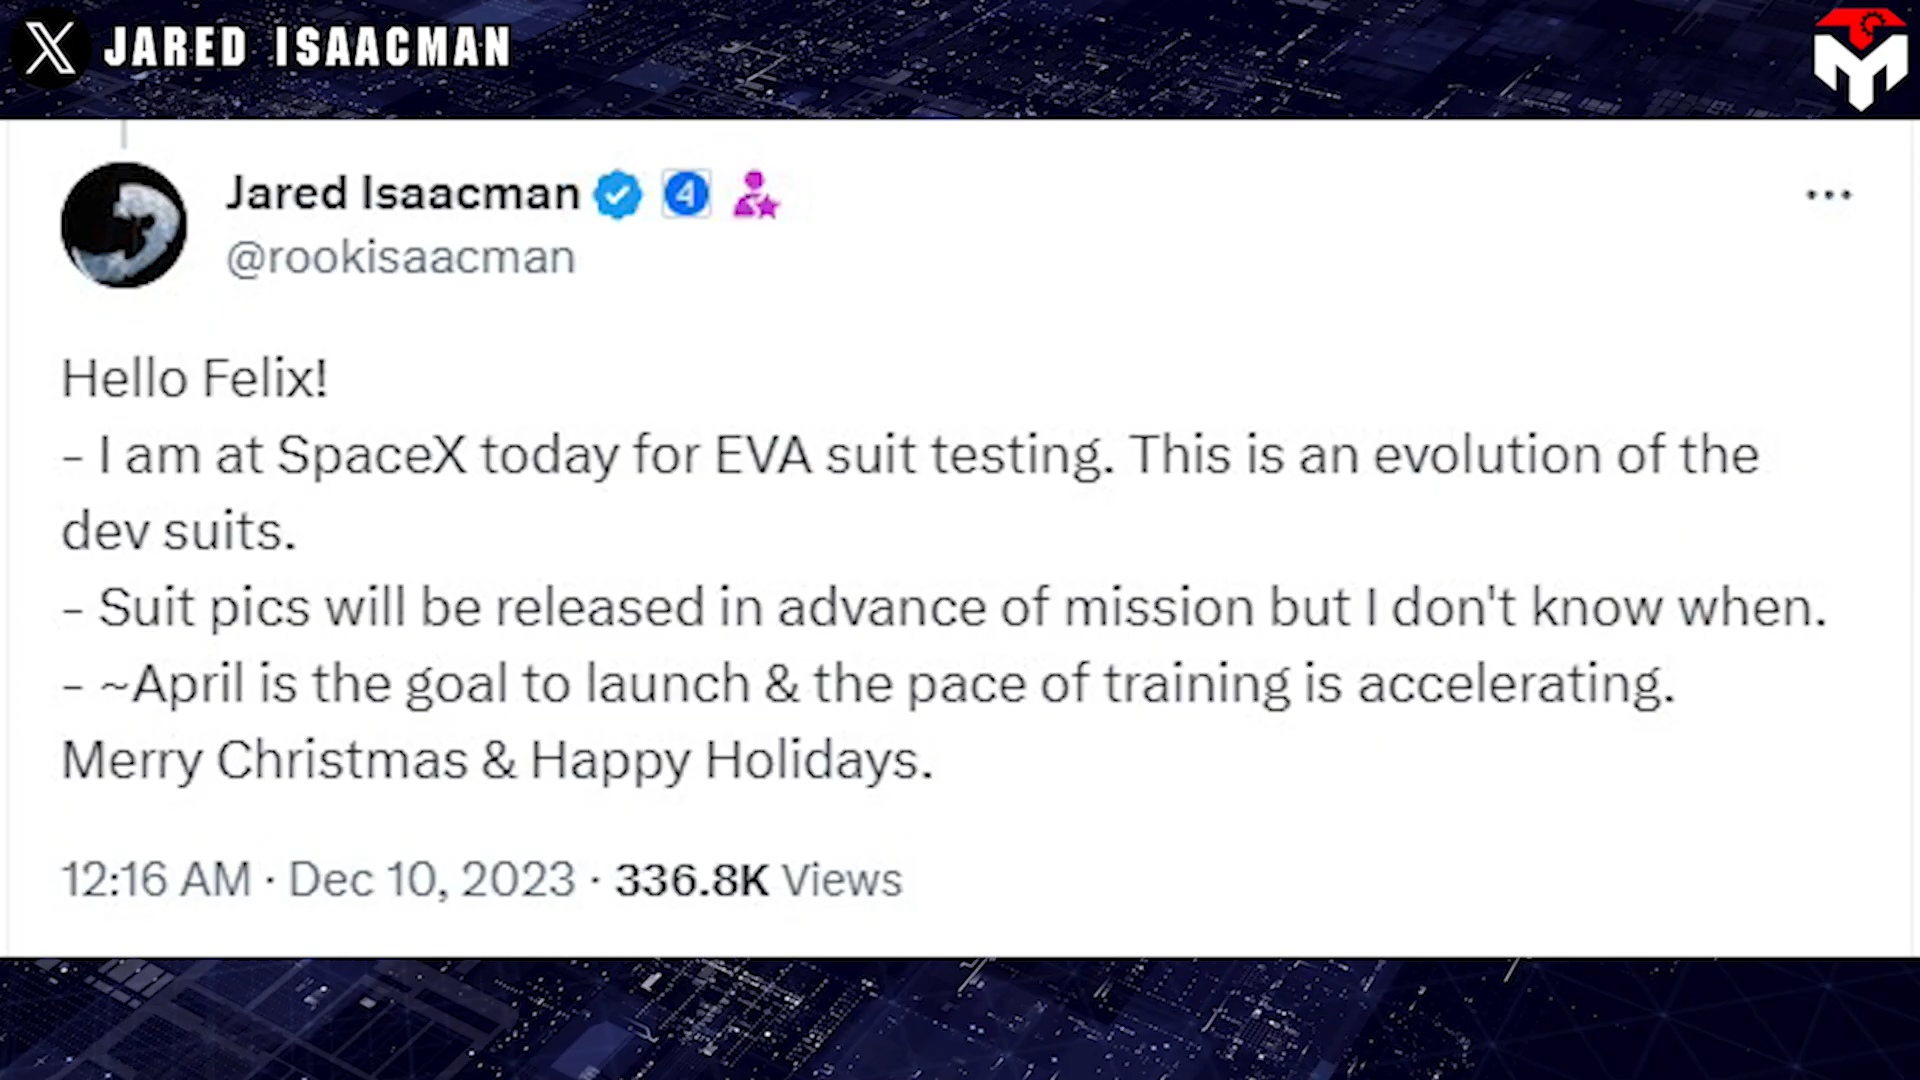 X JARED ISAACMAN
Jared Isaacman 4
@rookisaacman
Hello Felix!
- I am at SpaceX today for EVA suit testing. This is an evolution of the
dev suits.
- Suit pics will be released in advance of mission but I don't know when.
- ~April is the goal to launch & the pace of training is accelerating.
Merry Christmas & Happy Holidays.
12:16 AM · Dec 10, 2023 · 336.8K Views